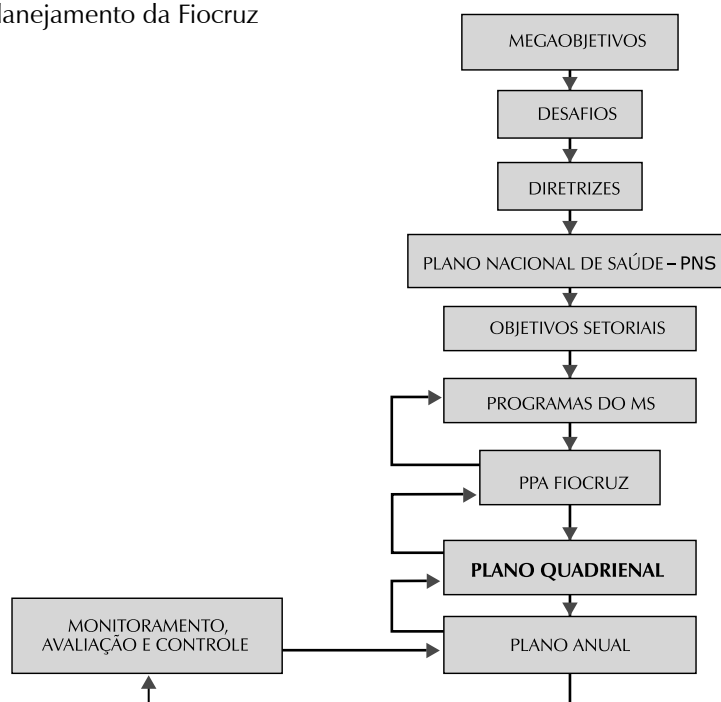 lanejamento da Fiocruz
MEGAOBJETIVOS
DESAFIOS
DIRETRIZES
PLANO NACIONAL DE SAÚDE – PNS
OBJETIVOS SETORIAIS
PROGRAMAS DO MS
PPA FIOCRUZ
PLANO QUADRIENAL
MONITORAMENTO,
AVALIAÇÃO E CONTROLE
PLANO ANUAL